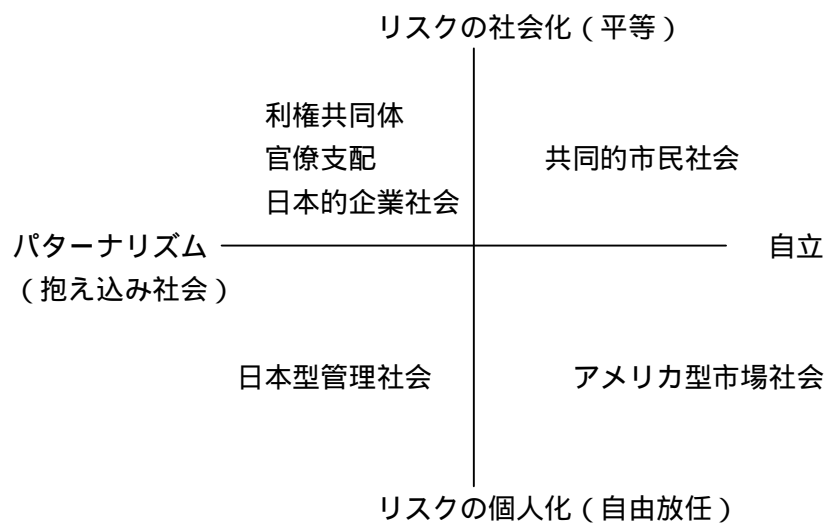 リスクの社会化(平等)
利権共同体
官僚支配
日本的企業社会
共同的市民社会
パターナリズム
(抱え込み社会)
自立
日本型管理社会
アメリカ型市場社会
リスクの個人化(自由放任)